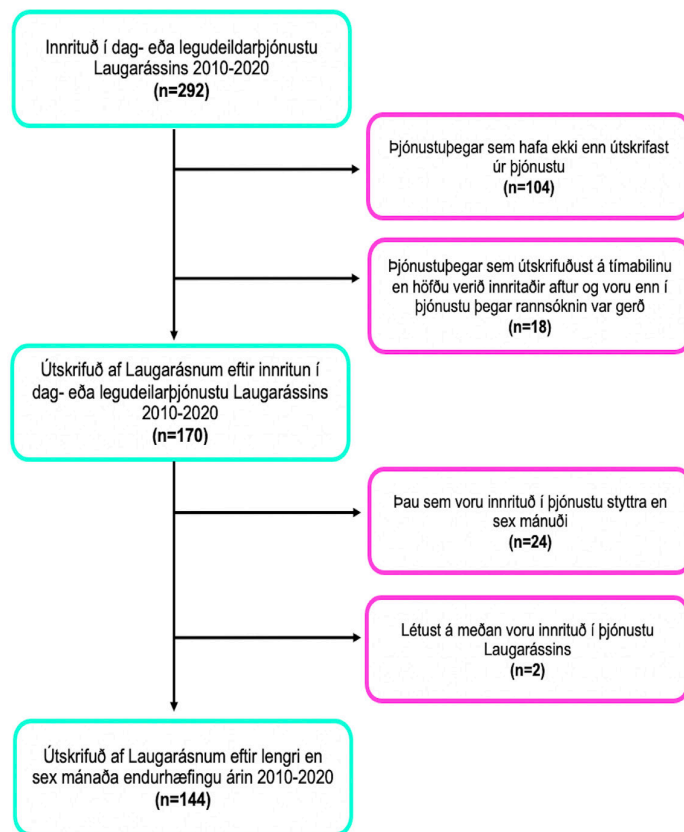 Innrituð í dag- eða legudeildarþjónustu
Laugarássins 2010-2020
(n=292)
Þjónustuþegar sem hafa ekki enn útskrifast
úr þjónustu
(n=104)
Þjónustuþegar sem útskrifuðust á tímabilinu
en höfðu verið innritaðir aftur og voru enn í
þjónustu þegar rannsóknin var gerð
(n=18)
Útskrifuð af Laugarásnum eftir innritun í
dag- eða legudeilarþjónustu Laugarássins
2010-2020
(n=170)
Þau sem voru innrituð í þjónustu styttra en
sex mánuði
(n=24)
Létust á meðan voru innrituð í þjónustu
Laugarássins
(n=2)
Útskrifuð af Laugarásnum eftir lengri en
sex mánaða endurhæfingu árin 2010-2020
(n=144)